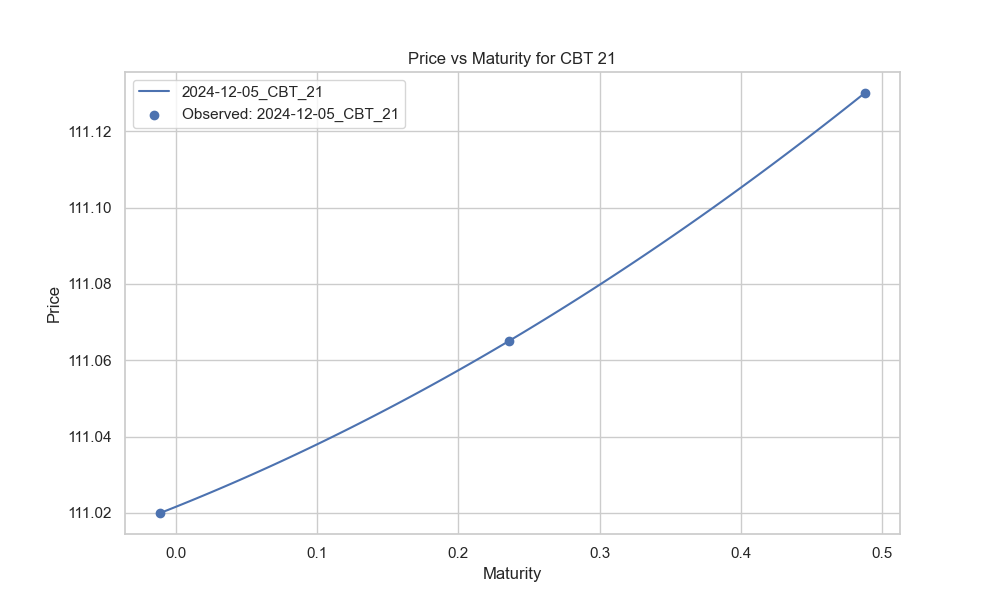 Price vs Maturity for CBT 21
2024-12-05_CBT_21
Observed: 2024-12-05_CBT_21
111.12
111.10
111.08
111.06
111.04
111.02
Price
0.0 0.1 0.2 0.3 0.4 0.5
Maturity